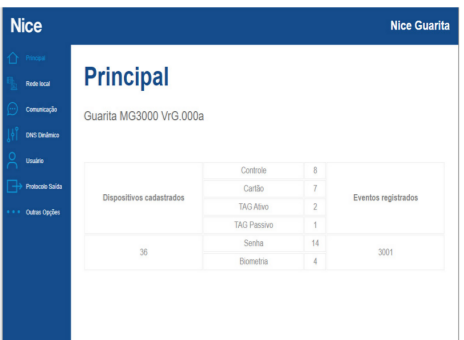 Nice
Nice Guarita
Principal
Rede local
Comunicação
DNS Dinâmico
Usuário
Protocolo Saída
Outras Opções
Principal
Guarita MG3000 VrG.000a
Dispositivos cadastrados
Controle 8
Cartão 7
TAG Ativo 2
TAG Passivo 1
Eventos registrados
36
Senha 14
Biometria 4
3001